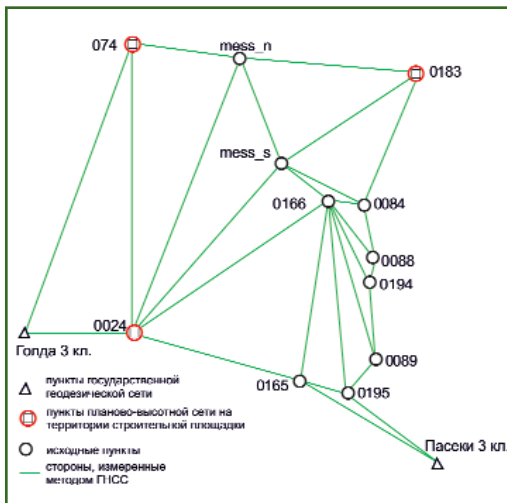 074
mess_n
0183
mess_s
0166
0084
0088
0194
0024
Голда 3 кл.
0089
0165
0195
Пасеки 3 кл.
пункты государственной
геодезической сети
пункты планово-высотной сети на
территории строительной площадки
исходные пункты
стороны, измеренные
методом ГНСС